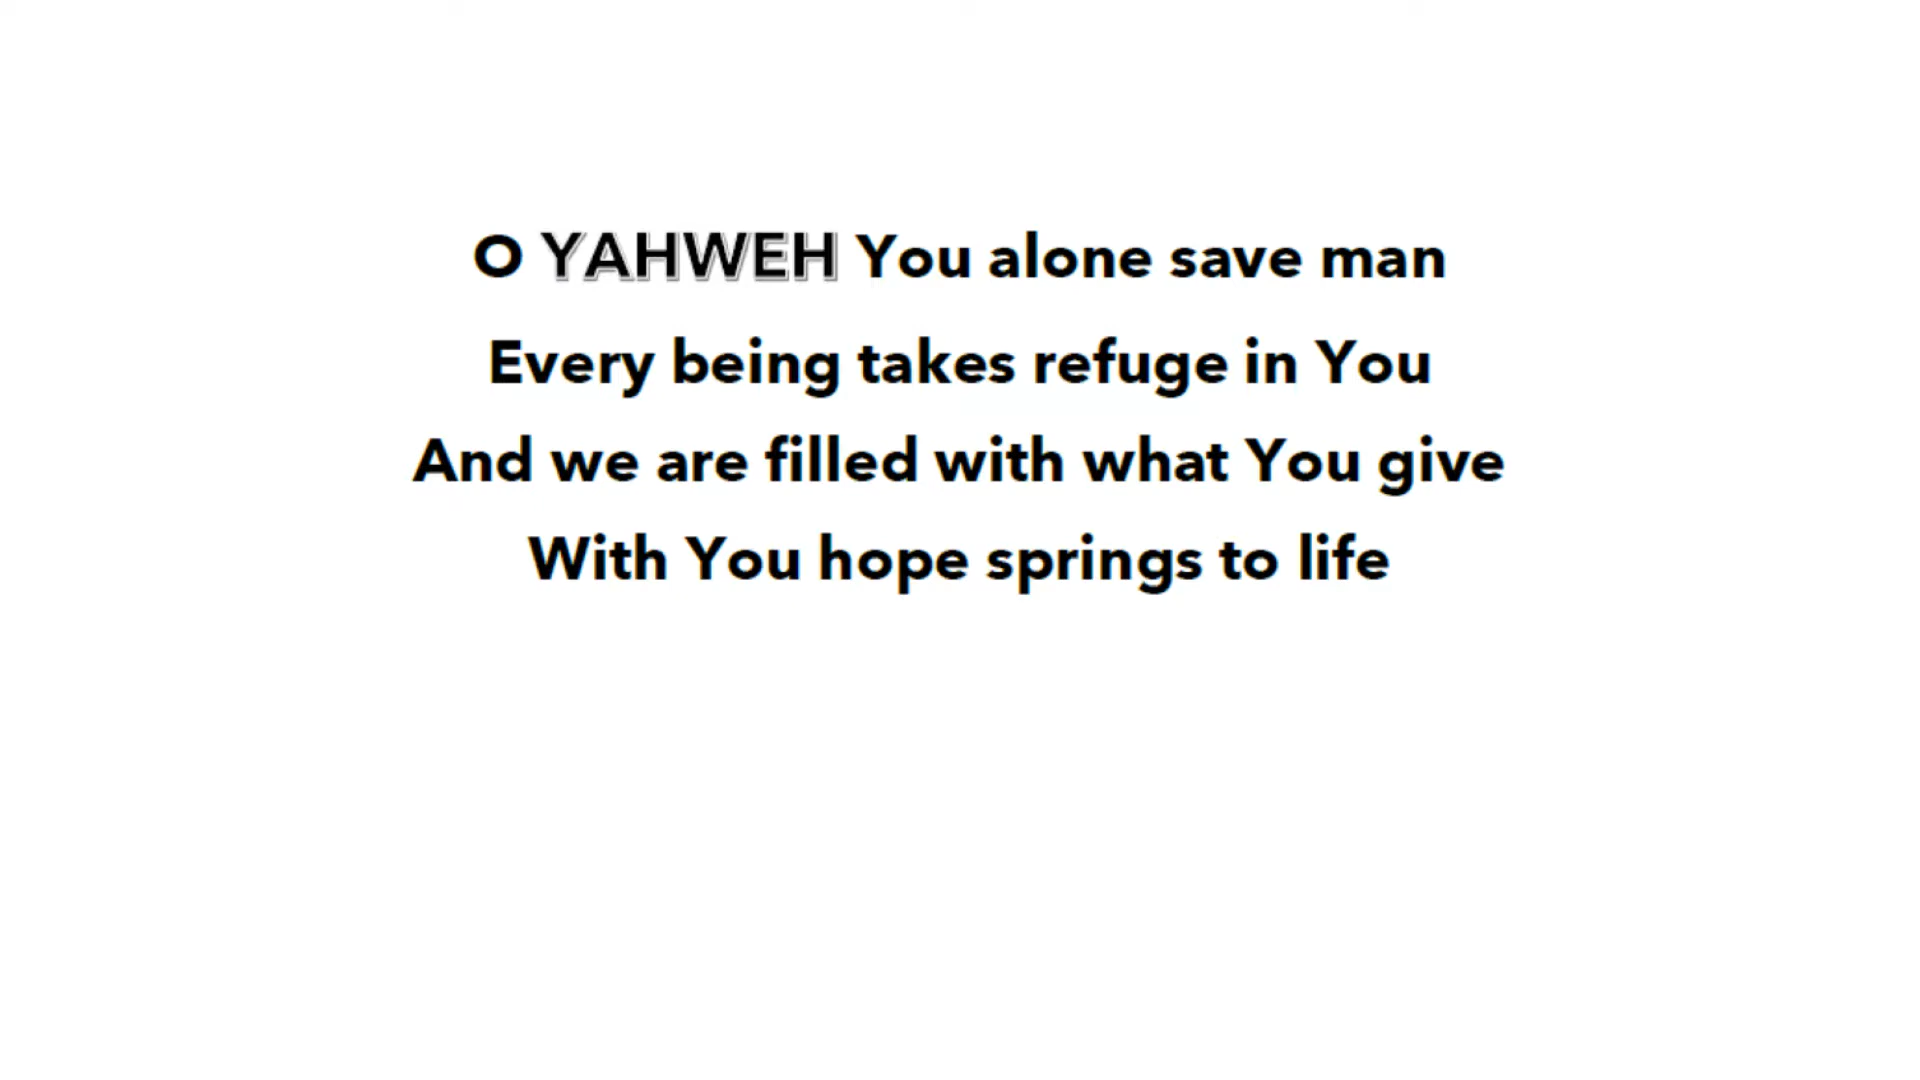 O YAHWEH You alone save man
Every being takes refuge in You
And we are filled with what You give
With You hope springs to life